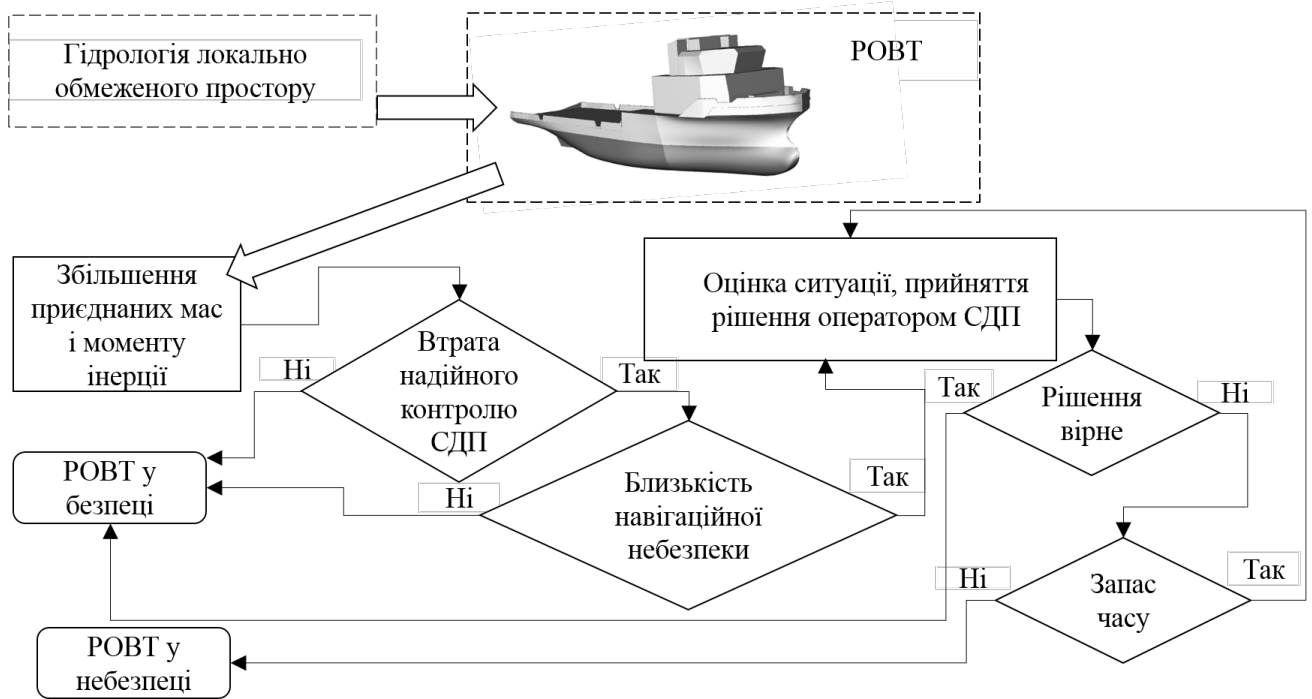 Гідрологія локально
обмеженого простору
РОВТ
Збільшення
приєднаних мас
і моменту
інерції
Оцінка ситуації, прийняття
рішення оператором СДП
Втрата
надійного
контролю
СДП
Ні
Так
Рішення
вірне
Так
Ні
РОВТ у
безпеці
Близькість
навігаційної
небезпеки
Ні
Так
Запас
часу
Ні
Так
РОВТ у
небезпеці